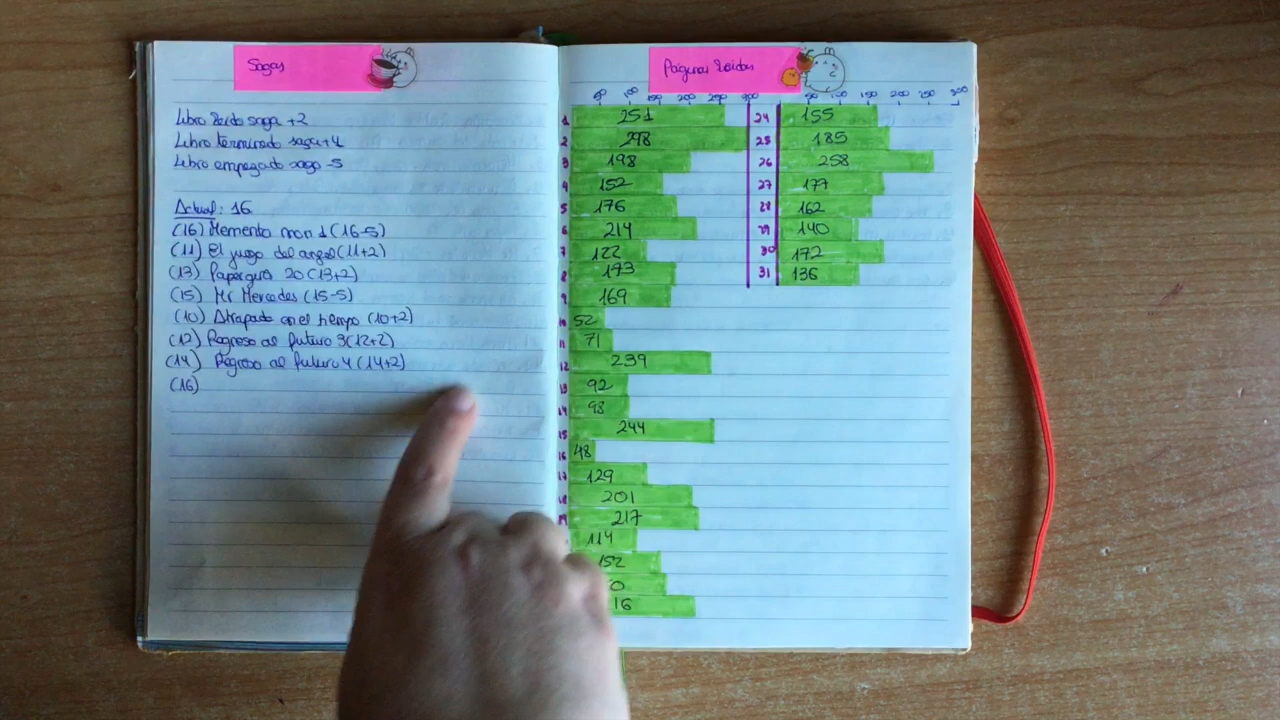 Sagas
Libro leido saga +2
Libro terminado saga +4
Libro empezado saga -5
Actual: 16
(16) Memento mori 1 (16-5)
(11) El juego del angel (11+2)
(13) Papergirls 20 (13+2)
(15) Mr Mercedes (15-5)
(10) Atrapado en el tiempo (10+2)
(12) Regreso al futuro 3 (12+2)
(14) Regreso al futuro 4 (14+2)
(16)
Páginas leidas
50 100 150 200 250 300
1 251
2 298
3 198
4 152
5 176
6 214
7 122
8 173
9 169
10 52
11 71
12 239
13 92
14 98
15 244
16 48
17 129
18 201
19 217
114
152
0
16
50 100 150 200 250 300
24 155
25 185
26 258
27 177
28 162
29 140
30 172
31 136